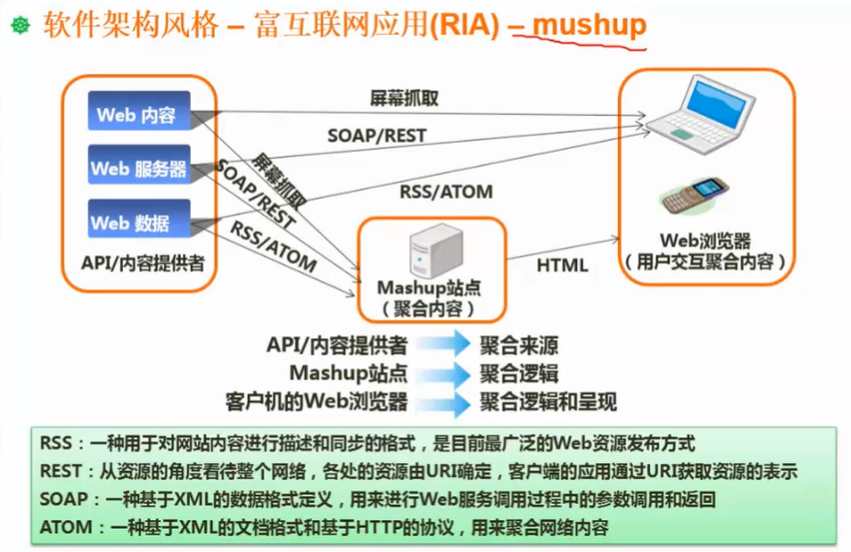 软件架构风格 – 富互联网应用(RIA) – mushup
Web 内容
Web 服务器
Web 数据
API/内容提供者
屏幕抓取
SOAP/REST
RSS/ATOM
屏幕抓取
SOAP/REST
RSS/ATOM
Mashup站点
（聚合内容）
HTML
Web浏览器
（用户交互聚合内容）
API/内容提供者 聚合来源
Mashup站点 聚合逻辑
客户机的Web浏览器 聚合逻辑和呈现
RSS：一种用于对网站内容进行描述和同步的格式，是目前最广泛的Web资源发布方式
REST：从资源的角度看待整个网络，各处的资源由URI确定，客户端的应用通过URI获取资源的表示
SOAP：一种基于XML的数据格式定义，用来进行Web服务调用过程中的参数调用和返回
ATOM：一种基于XML的文档格式和基于HTTP的协议，用来聚合网络内容